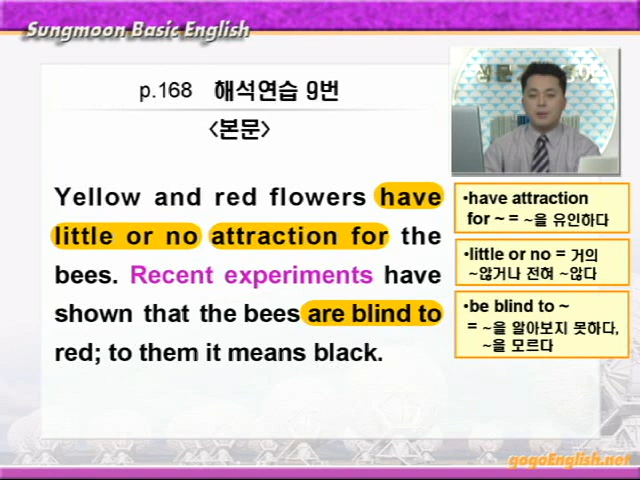 Sungmoon Basic English
p.168 해석연습 9번
<본문>
Yellow and red flowers have
little or no attraction for the
bees. Recent experiments have
shown that the bees are blind to
red; to them it means black.
•have attraction
for ~ = ~을 유인하다
•little or no = 거의
~않거나 전혀 ~않다
•be blind to ~
= ~을 알아보지 못하다,
~을 모르다
gogoEnglish.net